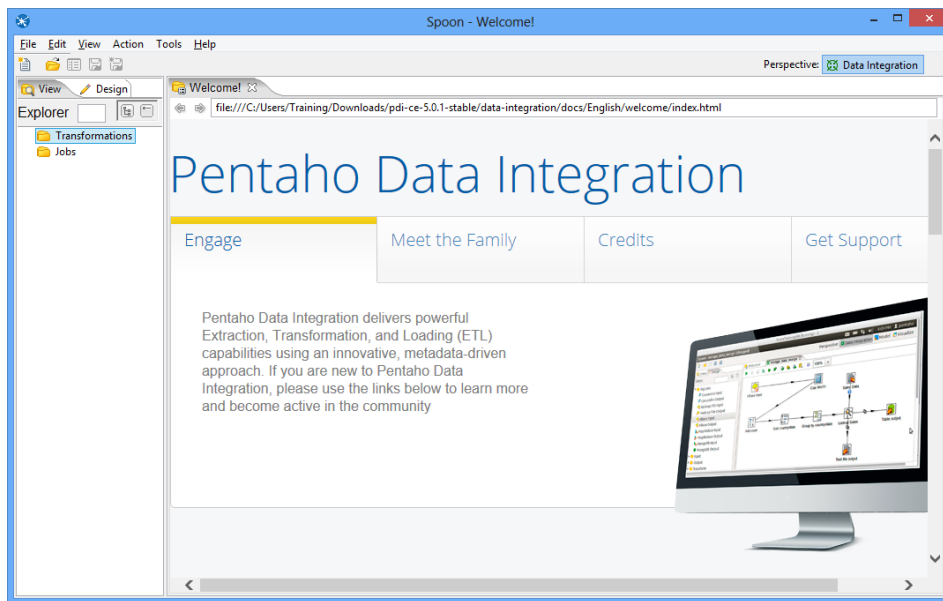 Spoon - Welcome!
File Edit View Action Tools Help
Perspective: Data Integration
View Design
Welcome!
Explorer
file:///C:/Users/Training/Downloads/pdi-ce-5.0.1-stable/data-integration/docs/English/welcome/index.html
Transformations
Jobs
Pentaho Data Integration
Engage
Meet the Family
Credits
Get Support
Pentaho Data Integration delivers powerful
Extraction, Transformation, and Loading (ETL)
capabilities using an innovative, metadata-driven
approach. If you are new to Pentaho Data
Integration, please use the links below to learn more
and become active in the community